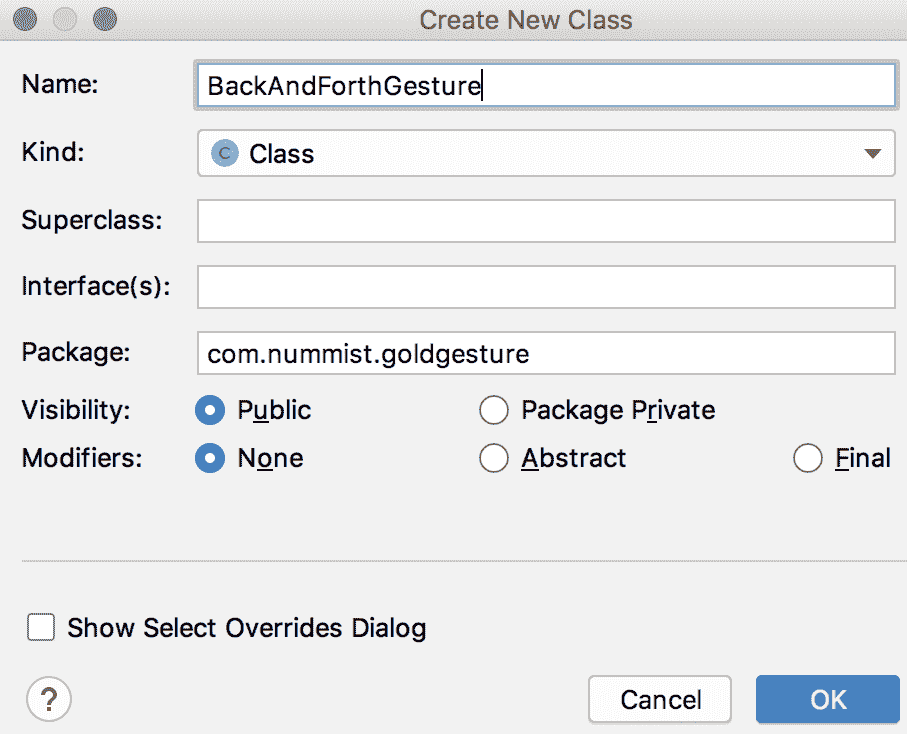 Create New Class
Name: BackAndForthGesture
Kind: C Class
Superclass:
Interface(s):
Package: com.nummist.goldgesture
Visibility: Public Package Private
Modifiers: None Abstract Final
Show Select Overrides Dialog
? Cancel OK